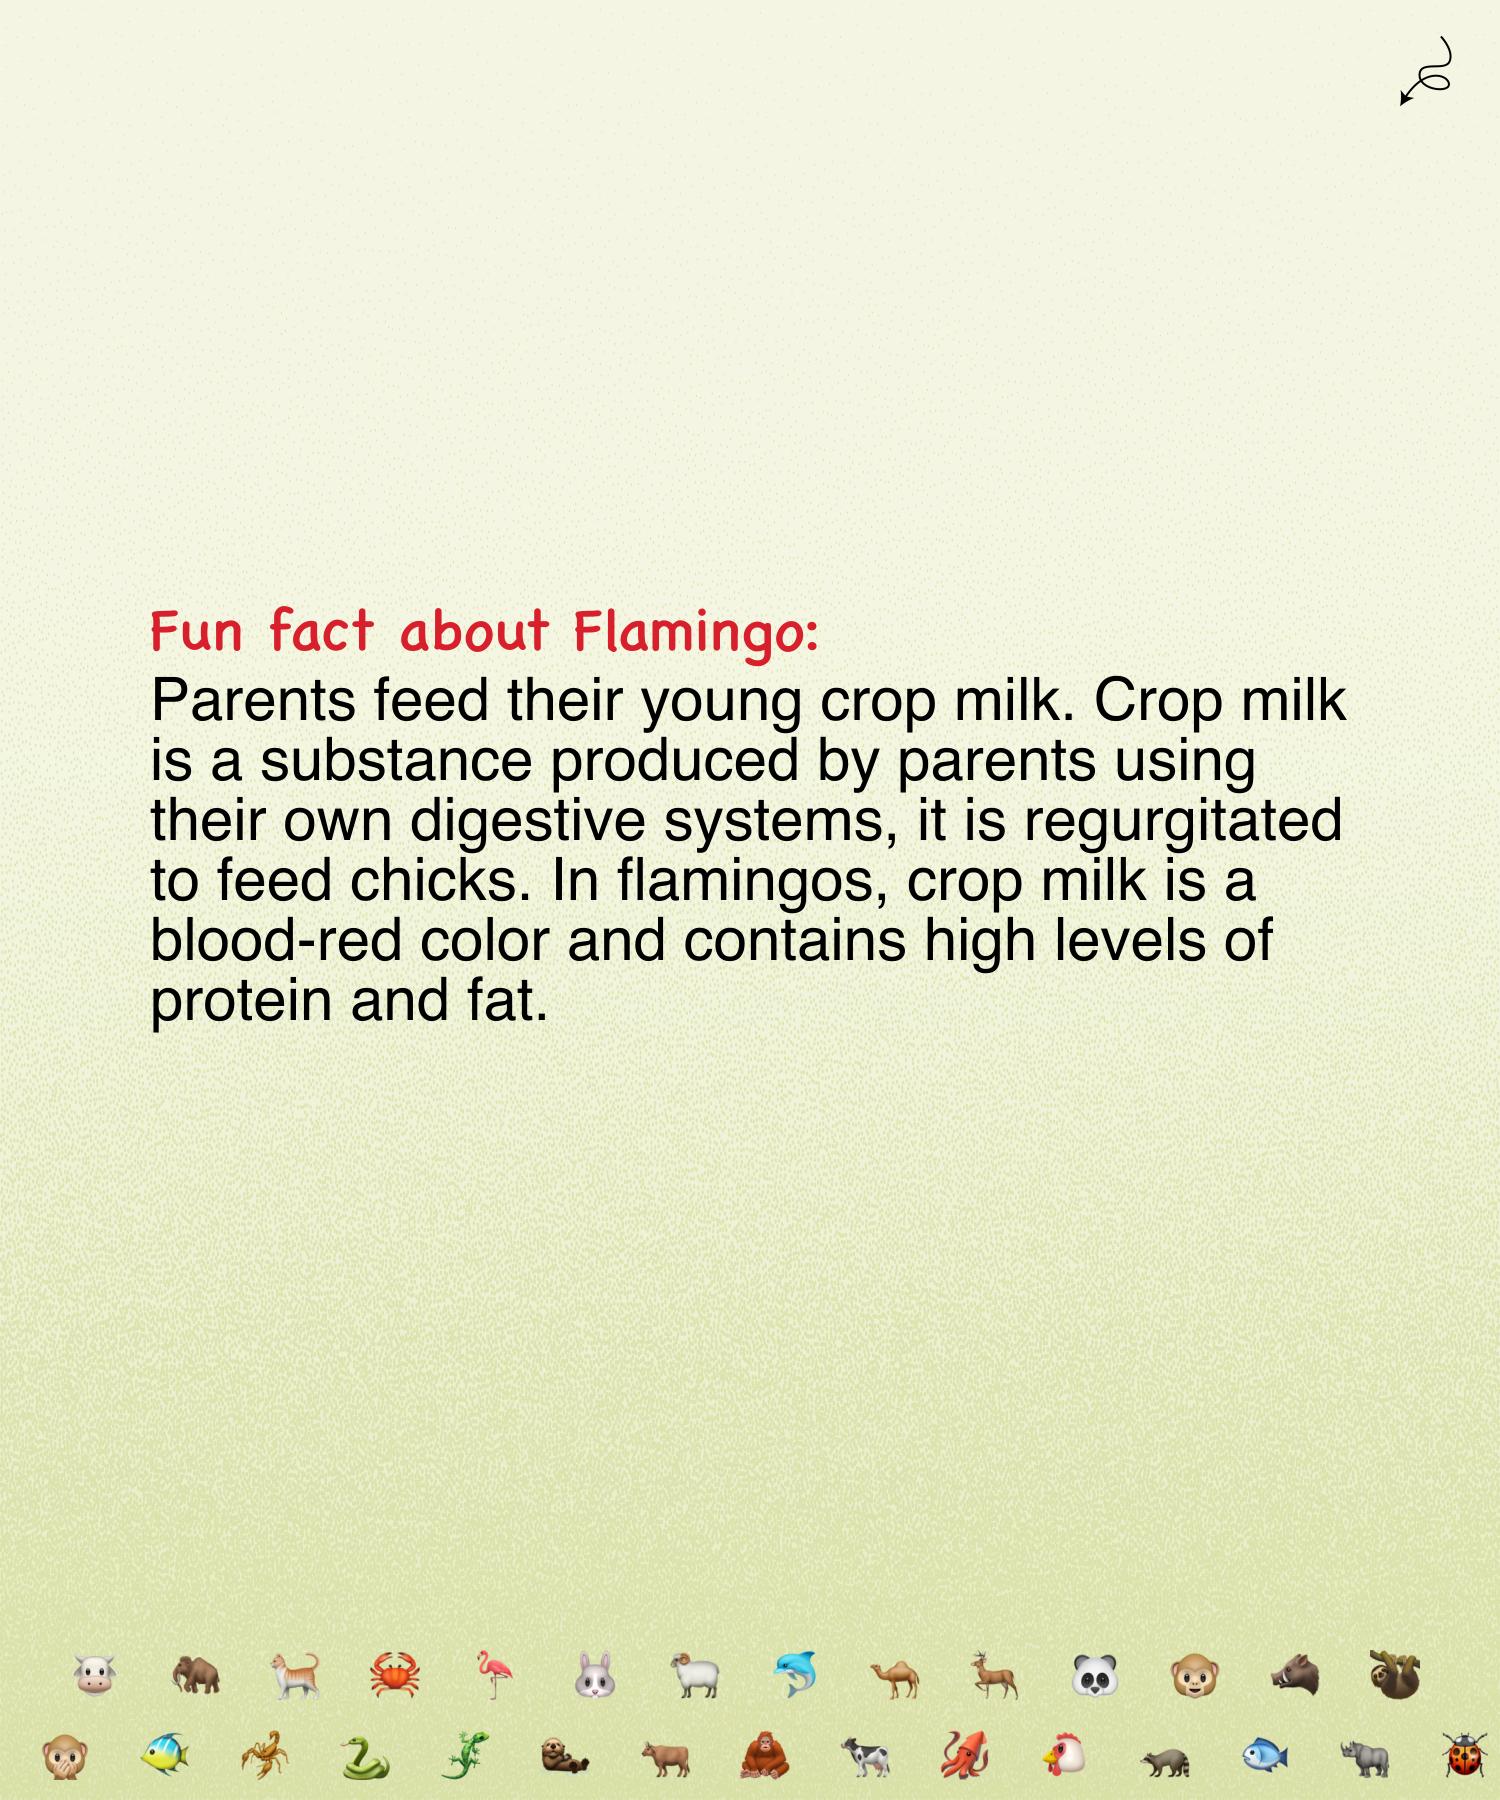 Fun fact about Flamingo:
Parents feed their young crop milk. Crop milk
is a substance produced by parents using
their own digestive systems, it is regurgitated
to feed chicks. In flamingos, crop milk is a
blood-red color and contains high levels of
protein and fat.